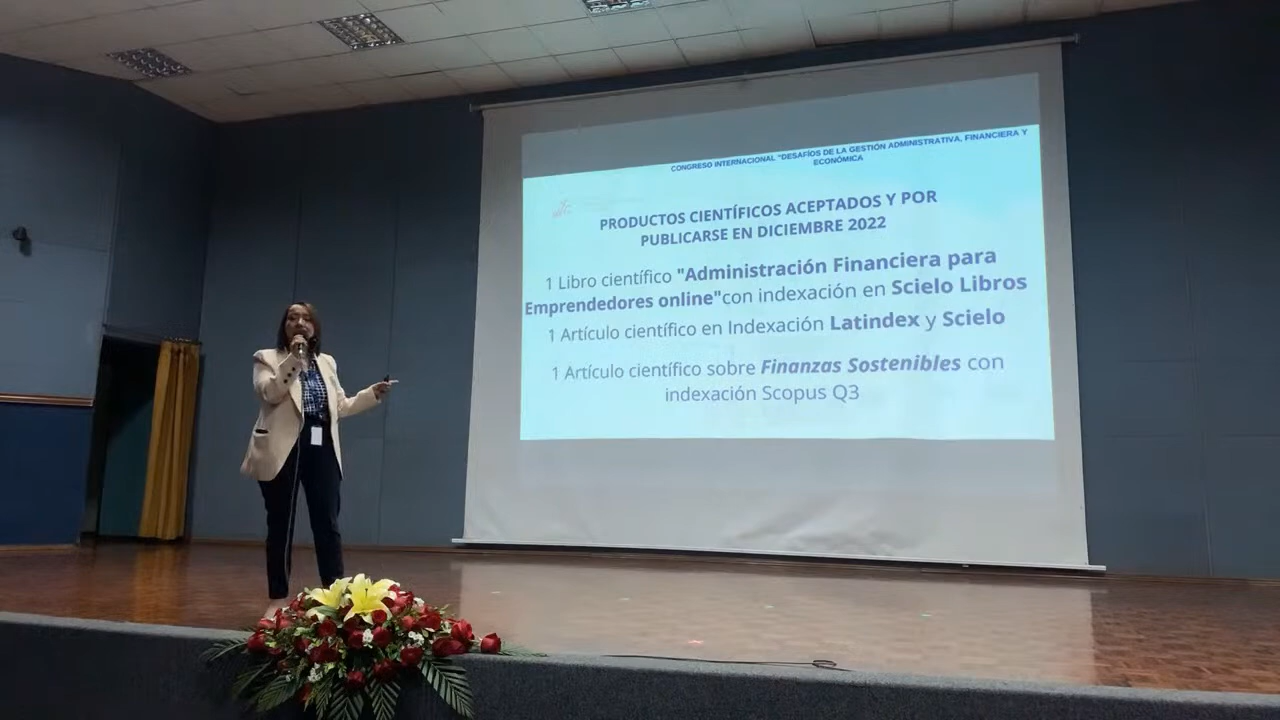 CONGRESO INTERNACIONAL "DESAFÍOS DE LA GESTIÓN ADMINISTRATIVA, FINANCIERA Y
ECONÓMICA
PRODUCTOS CIENTÍFICOS ACEPTADOS Y POR
PUBLICARSE EN DICIEMBRE 2022
1 Libro científico "Administración Financiera para
Emprendedores online"con indexación en Scielo Libros
1 Artículo científico en Indexación Latindex y Scielo
1 Artículo científico sobre Finanzas Sostenibles con
indexación Scopus Q3